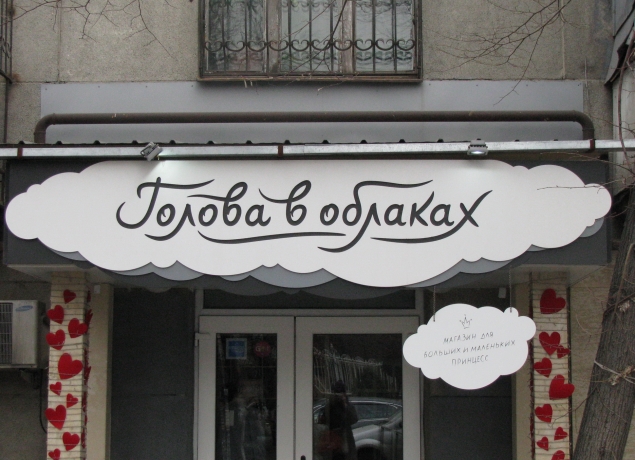 Голова в облаках
МАГАЗИН ДЛЯ
БОЛЬШИХ И МАЛЕНЬКИХ
ПРИНЦЕСС